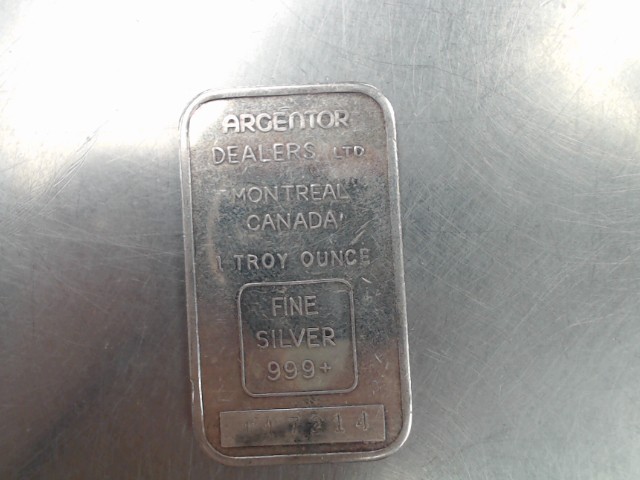 ARGENTOR
DEALERS LTD
MONTREAL
CANADA
1 TROY OUNCE
FINE
SILVER
999+